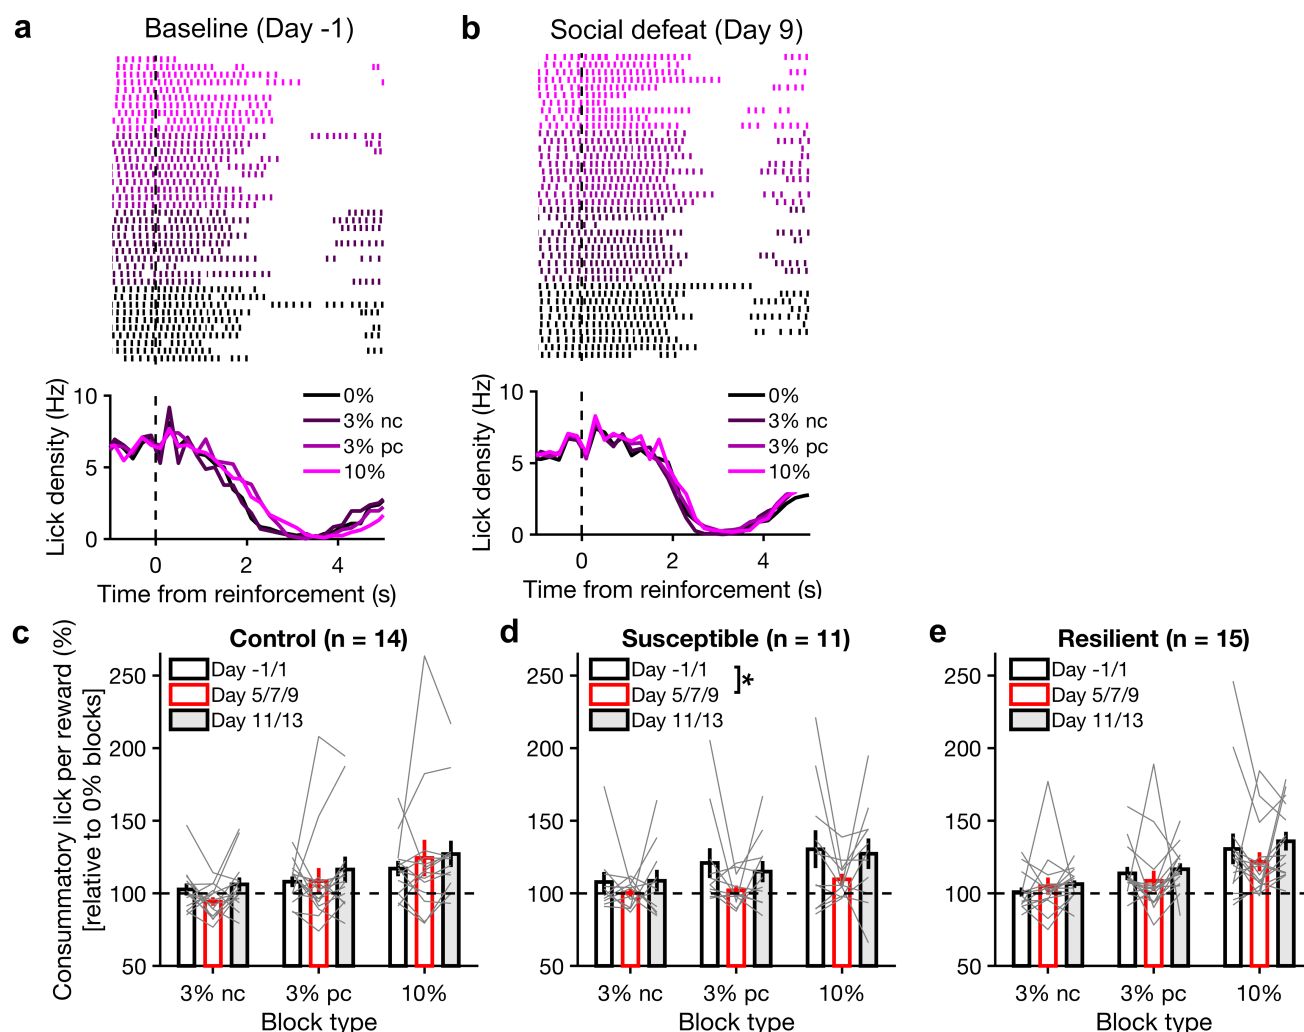 a
Baseline (Day -1)
b
Social defeat (Day 9)
Lick density (Hz)
10
5
0
0%
3% nc
3% pc
10%
0
2
4
Time from reinforcement (s)
Lick density (Hz)
10
5
0
0%
3% nc
3% pc
10%
0
2
4
Time from reinforcement (s)
c
Control (n = 14)
Consummatory lick per reward (%)
[relative to 0% blocks]
Day -1/1
Day 5/7/9
Day 11/13
250
200
150
100
50
3% nc
3% pc
10%
Block type
d
Susceptible (n = 11)
Day -1/1
Day 5/7/9
Day 11/13
*
250
200
150
100
50
3% nc
3% pc
10%
Block type
e
Resilient (n = 15)
Day -1/1
Day 5/7/9
Day 11/13
250
200
150
100
50
3% nc
3% pc
10%
Block type